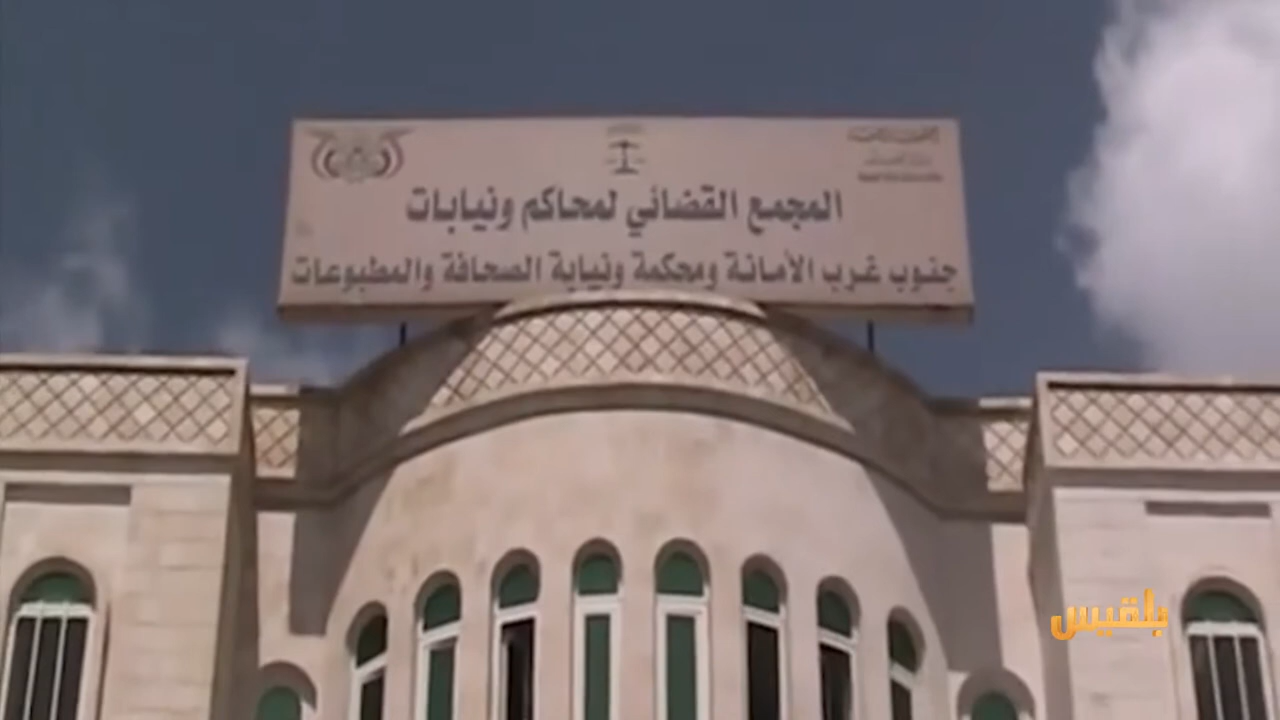 المجمع القضائي لمحاكم ونيابات
جنوب غرب الأمانة ومحكمة ونيابة الصحافة والمطبوعات
بلقيس